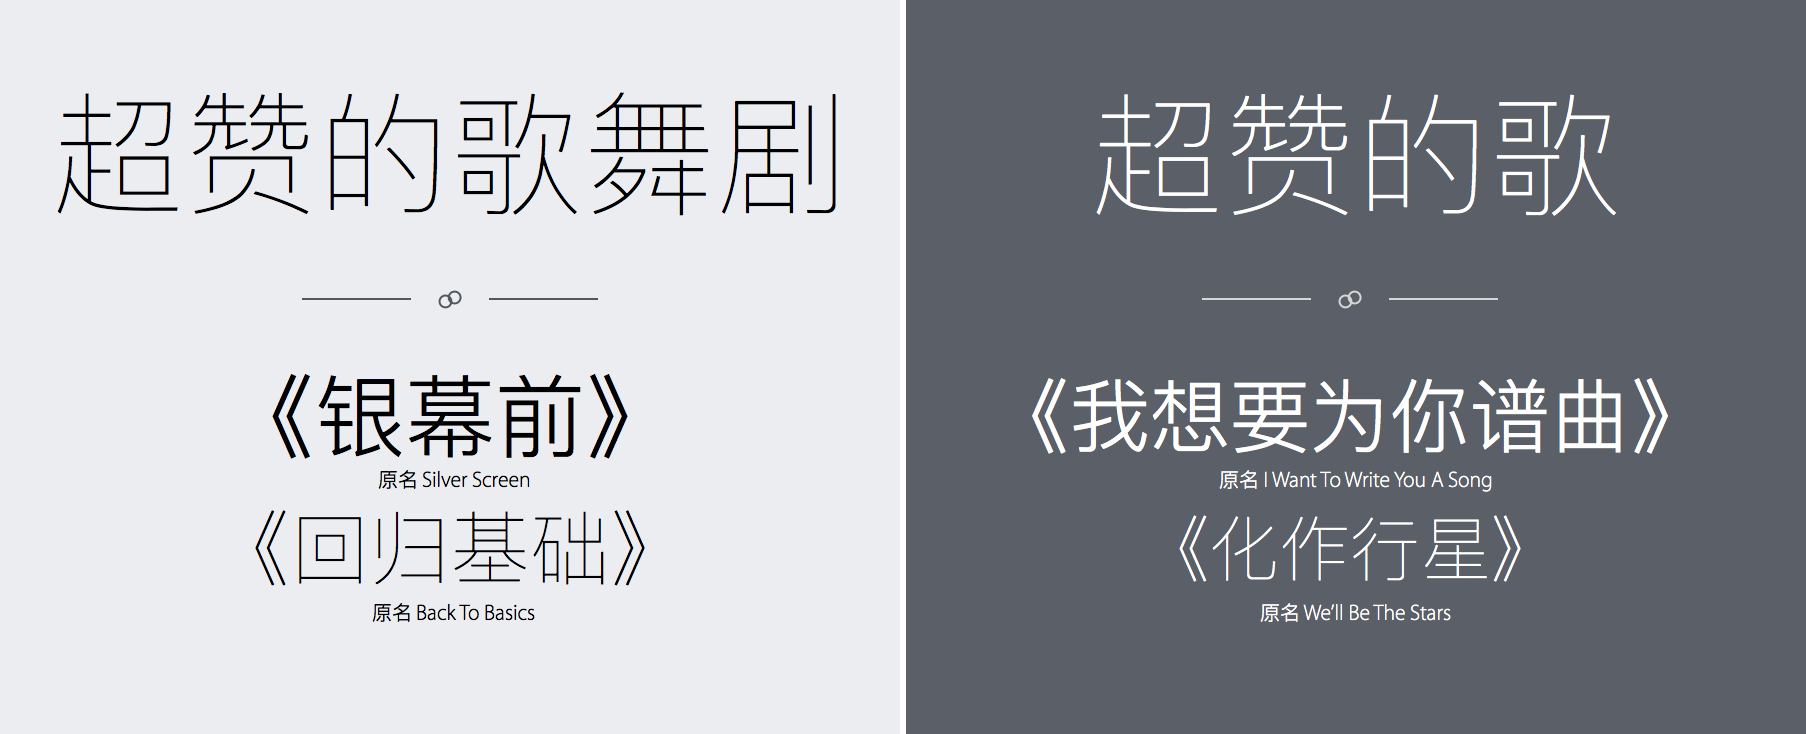 超赞的歌舞剧
《银幕前》
原名 Silver Screen
《回归基础》
原名 Back To Basics
超赞的歌
《我想要为你谱曲》
原名 I Want To Write You A Song
《化作行星》
原名 We’ll Be The Stars